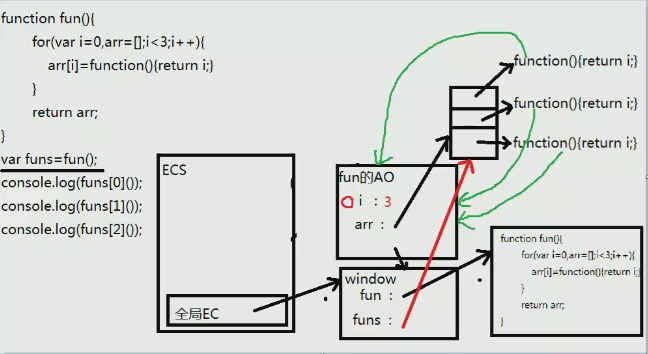 function fun(){
for(var i=0,arr=[];i<3;i++){
arr[i]=function(){return i;}
}
return arr;
}
var funs=fun();
console.log(funs[0]());
console.log(funs[1]());
console.log(funs[2]());
ECS
全局EC
fun的AO
i : 3
arr :
window
fun :
funs :
function(){return i;}
function(){return i;}
function(){return i;}
function fun(){
for(var i=0,arr=[];i<3;i++){
arr[i]=function(){return i;}
}
return arr;
}